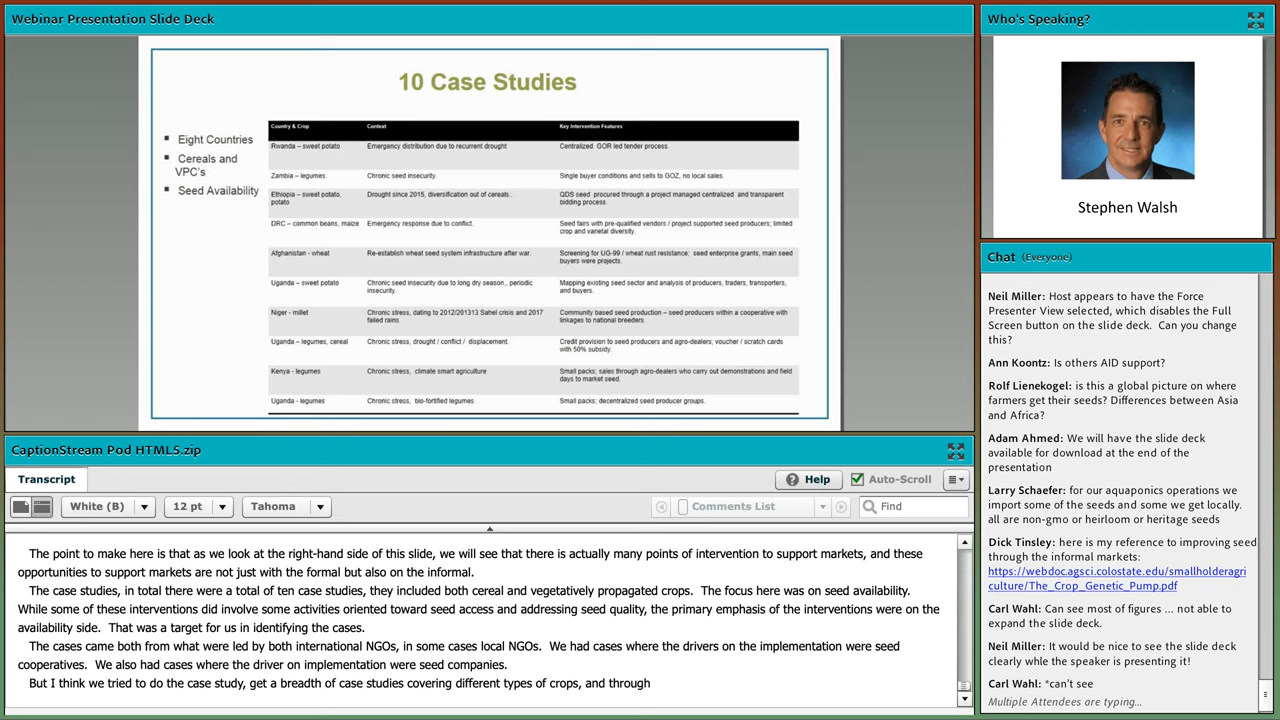 Webinar Presentation Slide Deck
10 Case Studies
Eight Countries
Cereals and
VPC's
Seed Availability
Country & Crop Context Key Intervention Features
Rwanda – sweet potato Emergency distribution due to recurrent drought Centralized GOR led tender process.
Zambia – legumes. Chronic seed insecurity. Single buyer conditions and sells to GOZ, no local sales.
Ethiopia – sweet potato, Drought since 2015, diversification out of cereals.. QDS seed procured through a project managed centralized and transparent
potato bidding process.
DRC – common beans, maize Emergency response due to conflict. Seed fairs with pre-qualified vendors / project supported seed producers; limited
crop and varietal diversity.
Afghanistan - wheat Re-establish wheat seed system infrastructure after war. Screening for UG-99 / wheat rust resistance; seed enterprise grants, main seed
buyers were projects.
Uganda – sweet potato Chronic seed insecurity due to long dry season., periodic Mapping existing seed sector and analysis of producers, traders, transporters,
insecurity. and buyers.
Niger - millet Chronic stress, dating to 2012/201313 Sahel crisis and 2017 Community based seed production – seed producers within a cooperative with
failed rains. linkages to national breeders.
Uganda – legumes, cereal Chronic stress, drought / conflict / displacement. Credit provision to seed producers and agro-dealers; voucher / scratch cards
with 50% subsidy.
Kenya - legumes Chronic stress, climate smart agriculture Small packs; sales through agro-dealers who carry out demonstrations and field
days to market seed.
Uganda - legumes Chronic stress, bio-fortified legumes Small packs; decentralized seed producer groups.
Who's Speaking?
Stephen Walsh
Chat (Everyone)
Neil Miller: Host appears to have the Force
Presenter View selected, which disables the Full
Screen button on the slide deck. Can you change
this?
Ann Koontz: Is others AID support?
Rolf Lienekogel: is this a global picture on where
farmers get their seeds? Differences between Asia
and Africa?
Adam Ahmed: We will have the slide deck
available for download at the end of the
presentation
Larry Schaefer: for our aquaponics operations we
import some of the seeds and some we get locally.
all are non-gmo or heirloom or heritage seeds
Dick Tinsley: here is my reference to improving seed
through the informal markets:
https://webdoc.agsci.colostate.edu/smallholderagri
culture/The_Crop_Genetic_Pump.pdf
Carl Wahl: Can see most of figures ... not able to
expand the slide deck.
Neil Miller: It would be nice to see the slide deck
clearly whle the speaker is presenting it!
Carl Wahl: *can't see
Multiple Attendees are typing...
CaptionStream Pod HTML5.zip
Transcript
Help
Auto-Scroll
White (B)
12 pt
Tahoma
Comments List
Find
The point to make here is that as we look at the right-hand side of this slide, we will see that there is actually many points of intervention to support markets, and these
opportunities to support markets are not just with the formal but also on the informal.
The case studies, in total there were a total of ten case studies, they included both cereal and vegetatively propagated crops. The focus here was on seed availability.
While some of these interventions did involve some activities oriented toward seed access and addressing seed quality, the primary emphasis of the interventions were on the
availability side. That was a target for us in identifying the cases.
The cases came both from what were led by both international NGOs, in some cases local NGOs. We had cases where the drivers on the implementation were seed
cooperatives. We also had cases where the driver on implementation were seed companies.
But I think we tried to do the case study, get a breadth of case studies covering different types of crops, and through